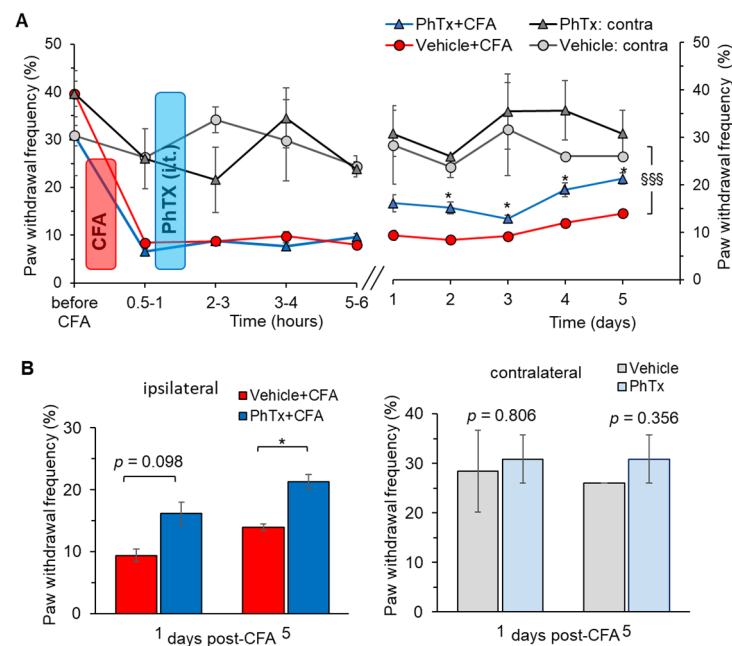 A
PhTx+CFA
PhTx: contra
Vehicle+CFA
Vehicle: contra
Paw withdrawal frequency (%)
50
40
30
20
10
0
CFA
PhTX (i.t.)
before
CFA
0.5-1
2-3
3-4
5-6
Time (hours)
*
*
*
*
*
§§§
50
40
30
20
10
0
Paw withdrawal frequency (%)
1
2
3
4
5
Time (days)
B
ipsilateral
Vehicle+CFA
PhTx+CFA
Paw withdrawal frequency (%)
30
20
10
0
p = 0.098
*
1 days post-CFA 5
contralateral
Vehicle
PhTx
Paw withdrawal frequency (%)
40
30
20
10
0
p = 0.806
p = 0.356
1 days post-CFA 5